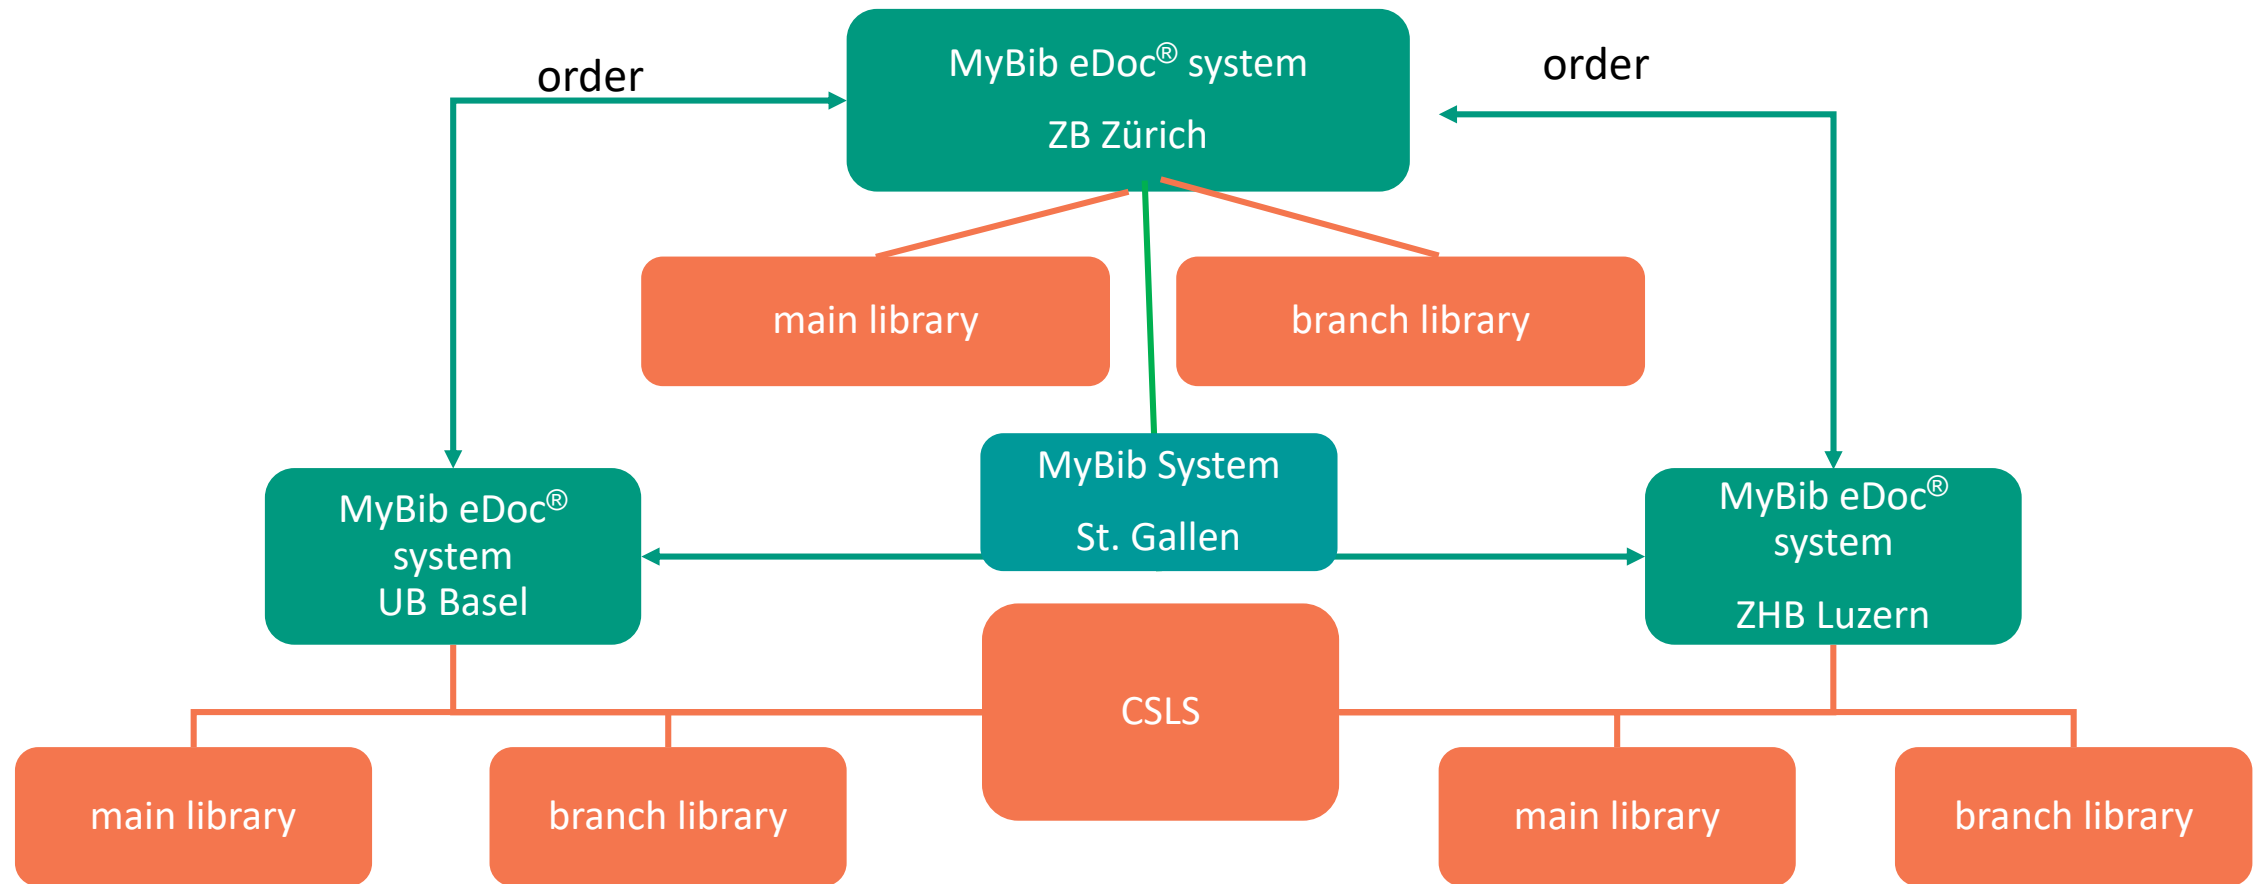 order
MyBib eDoc® system
ZB Zürich
order
main library
branch library
MyBib System
St. Gallen
MyBib eDoc®
system
UB Basel
MyBib eDoc®
system
ZHB Luzern
CSLS
main library
branch library
main library
branch library